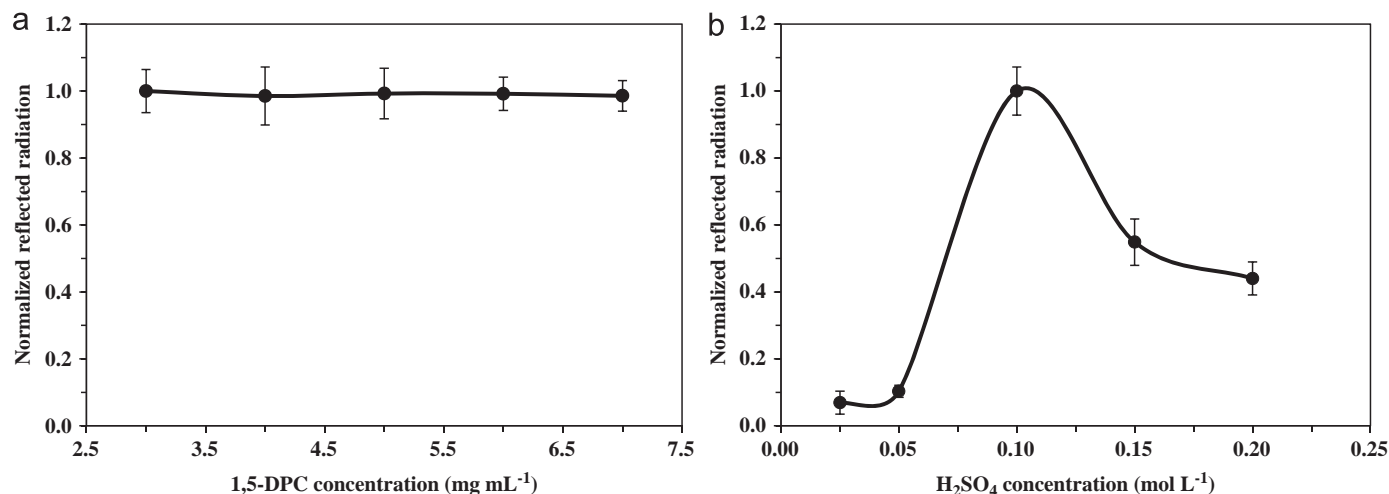 a
1.2
1.0
0.8
0.6
0.4
0.2
0.0
Normalized reflected radiation
2.5 3.5 4.5 5.5 6.5 7.5
1,5-DPC concentration (mg mL⁻¹)
b
1.2
1.0
0.8
0.6
0.4
0.2
0.0
Normalized reflected radiation
0.00 0.05 0.10 0.15 0.20 0.25
H₂SO₄ concentration (mol L⁻¹)